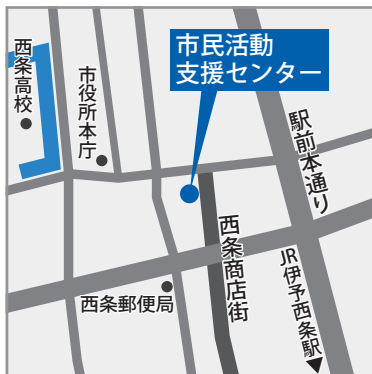 市民活動
支援センター
西条高校
市役所本庁
駅前本通り
西条商店街
西条郵便局
JR伊予西条駅